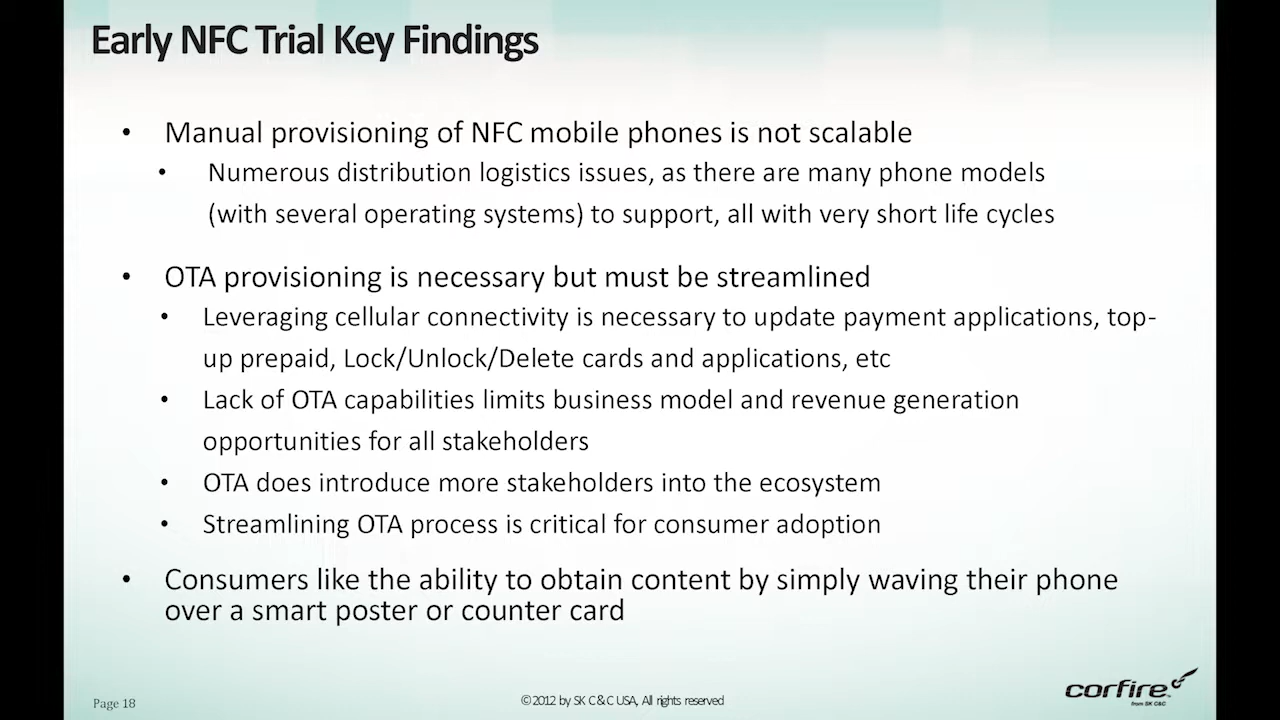 Early NFC Trial Key Findings
• Manual provisioning of NFC mobile phones is not scalable
• Numerous distribution logistics issues, as there are many phone models
(with several operating systems) to support, all with very short life cycles
• OTA provisioning is necessary but must be streamlined
• Leveraging cellular connectivity is necessary to update payment applications, top-
up prepaid, Lock/Unlock/Delete cards and applications, etc
• Lack of OTA capabilities limits business model and revenue generation
opportunities for all stakeholders
• OTA does introduce more stakeholders into the ecosystem
• Streamlining OTA process is critical for consumer adoption
• Consumers like the ability to obtain content by simply waving their phone
over a smart poster or counter card
Page 18
© 2012 by SK C&C USA, All rights reserved
corfire
from SK C&C